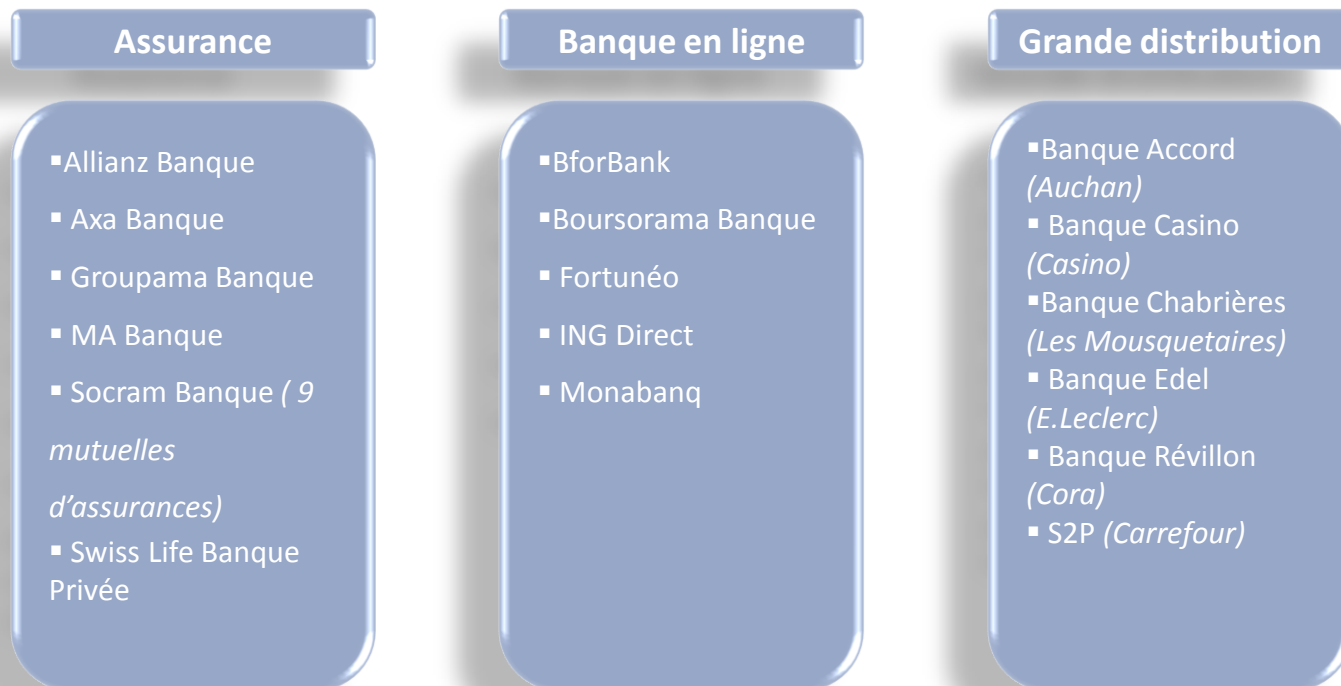 Assurance
▪Allianz Banque
▪ Axa Banque
▪ Groupama Banque
▪ MA Banque
▪ Socram Banque ( 9
mutuelles
d’assurances)
▪ Swiss Life Banque
Privée
Banque en ligne
▪BforBank
▪Boursorama Banque
▪ Fortunéo
▪ ING Direct
▪ Monabanq
Grande distribution
▪Banque Accord
(Auchan)
▪ Banque Casino
(Casino)
▪Banque Chabrières
(Les Mousquetaires)
▪ Banque Edel
(E.Leclerc)
▪ Banque Révillon
(Cora)
▪ S2P (Carrefour)